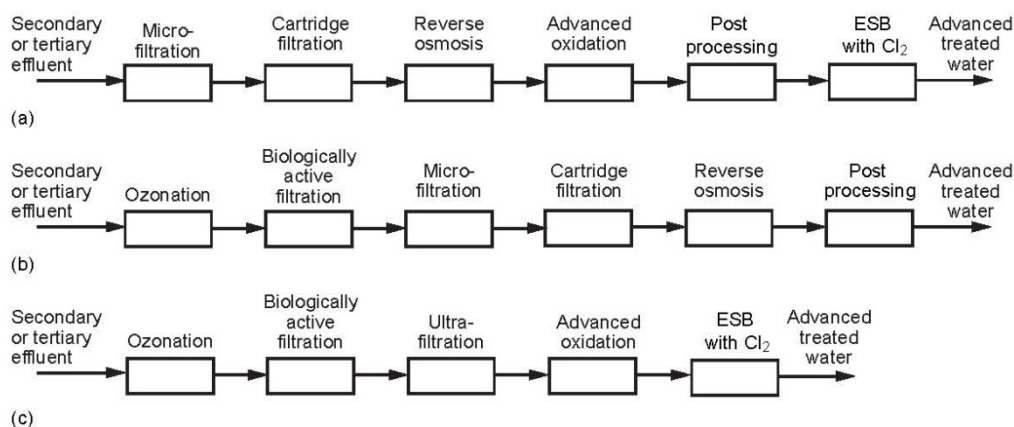 Secondary
or tertiary
effluent
Micro-
filtration
Cartridge
filtration
Reverse
osmosis
Advanced
oxidation
Post
processing
ESB
with Cl₂
Advanced
treated
water
(a)
Secondary
or tertiary
effluent
Ozonation
Biologically
active
filtration
Micro-
filtration
Cartridge
filtration
Reverse
osmosis
Post
processing
Advanced
treated
water
(b)
Secondary
or tertiary
effluent
Ozonation
Biologically
active
filtration
Ultra-
filtration
Advanced
oxidation
ESB
with Cl₂
Advanced
treated
water
(c)